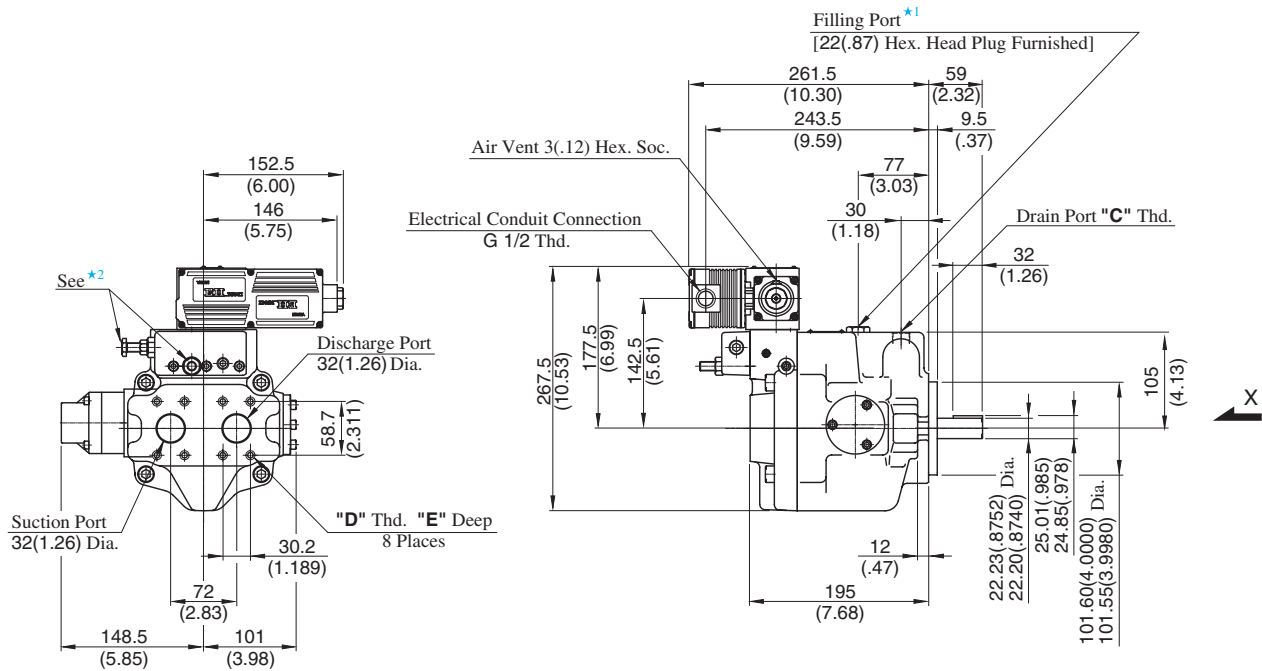 Filling Port ★1
[22(.87) Hex. Head Plug Furnished]
261.5
(10.30)
59
(2.32)
243.5
(9.59)
9.5
(.37)
Air Vent 3(.12) Hex. Soc.
77
(3.03)
152.5
(6.00)
146
(5.75)
Electrical Conduit Connection
G 1/2 Thd.
30
(1.18)
Drain Port "C" Thd.
32
(1.26)
See ★2
Discharge Port
32(1.26) Dia.
267.5
(10.53)
177.5
(6.99)
142.5
(5.61)
105
(4.13)
X
58.7
(2.311)
Suction Port
32(1.26) Dia.
"D" Thd. "E" Deep
8 Places
30.2
(1.189)
72
(2.83)
148.5
(5.85)
101
(3.98)
12
(.47)
195
(7.68)
22.23(.8752) Dia.
22.20(.8740)
25.01(.985)
24.85(.978)
101.60(4.0000) Dia.
101.55(3.9980)